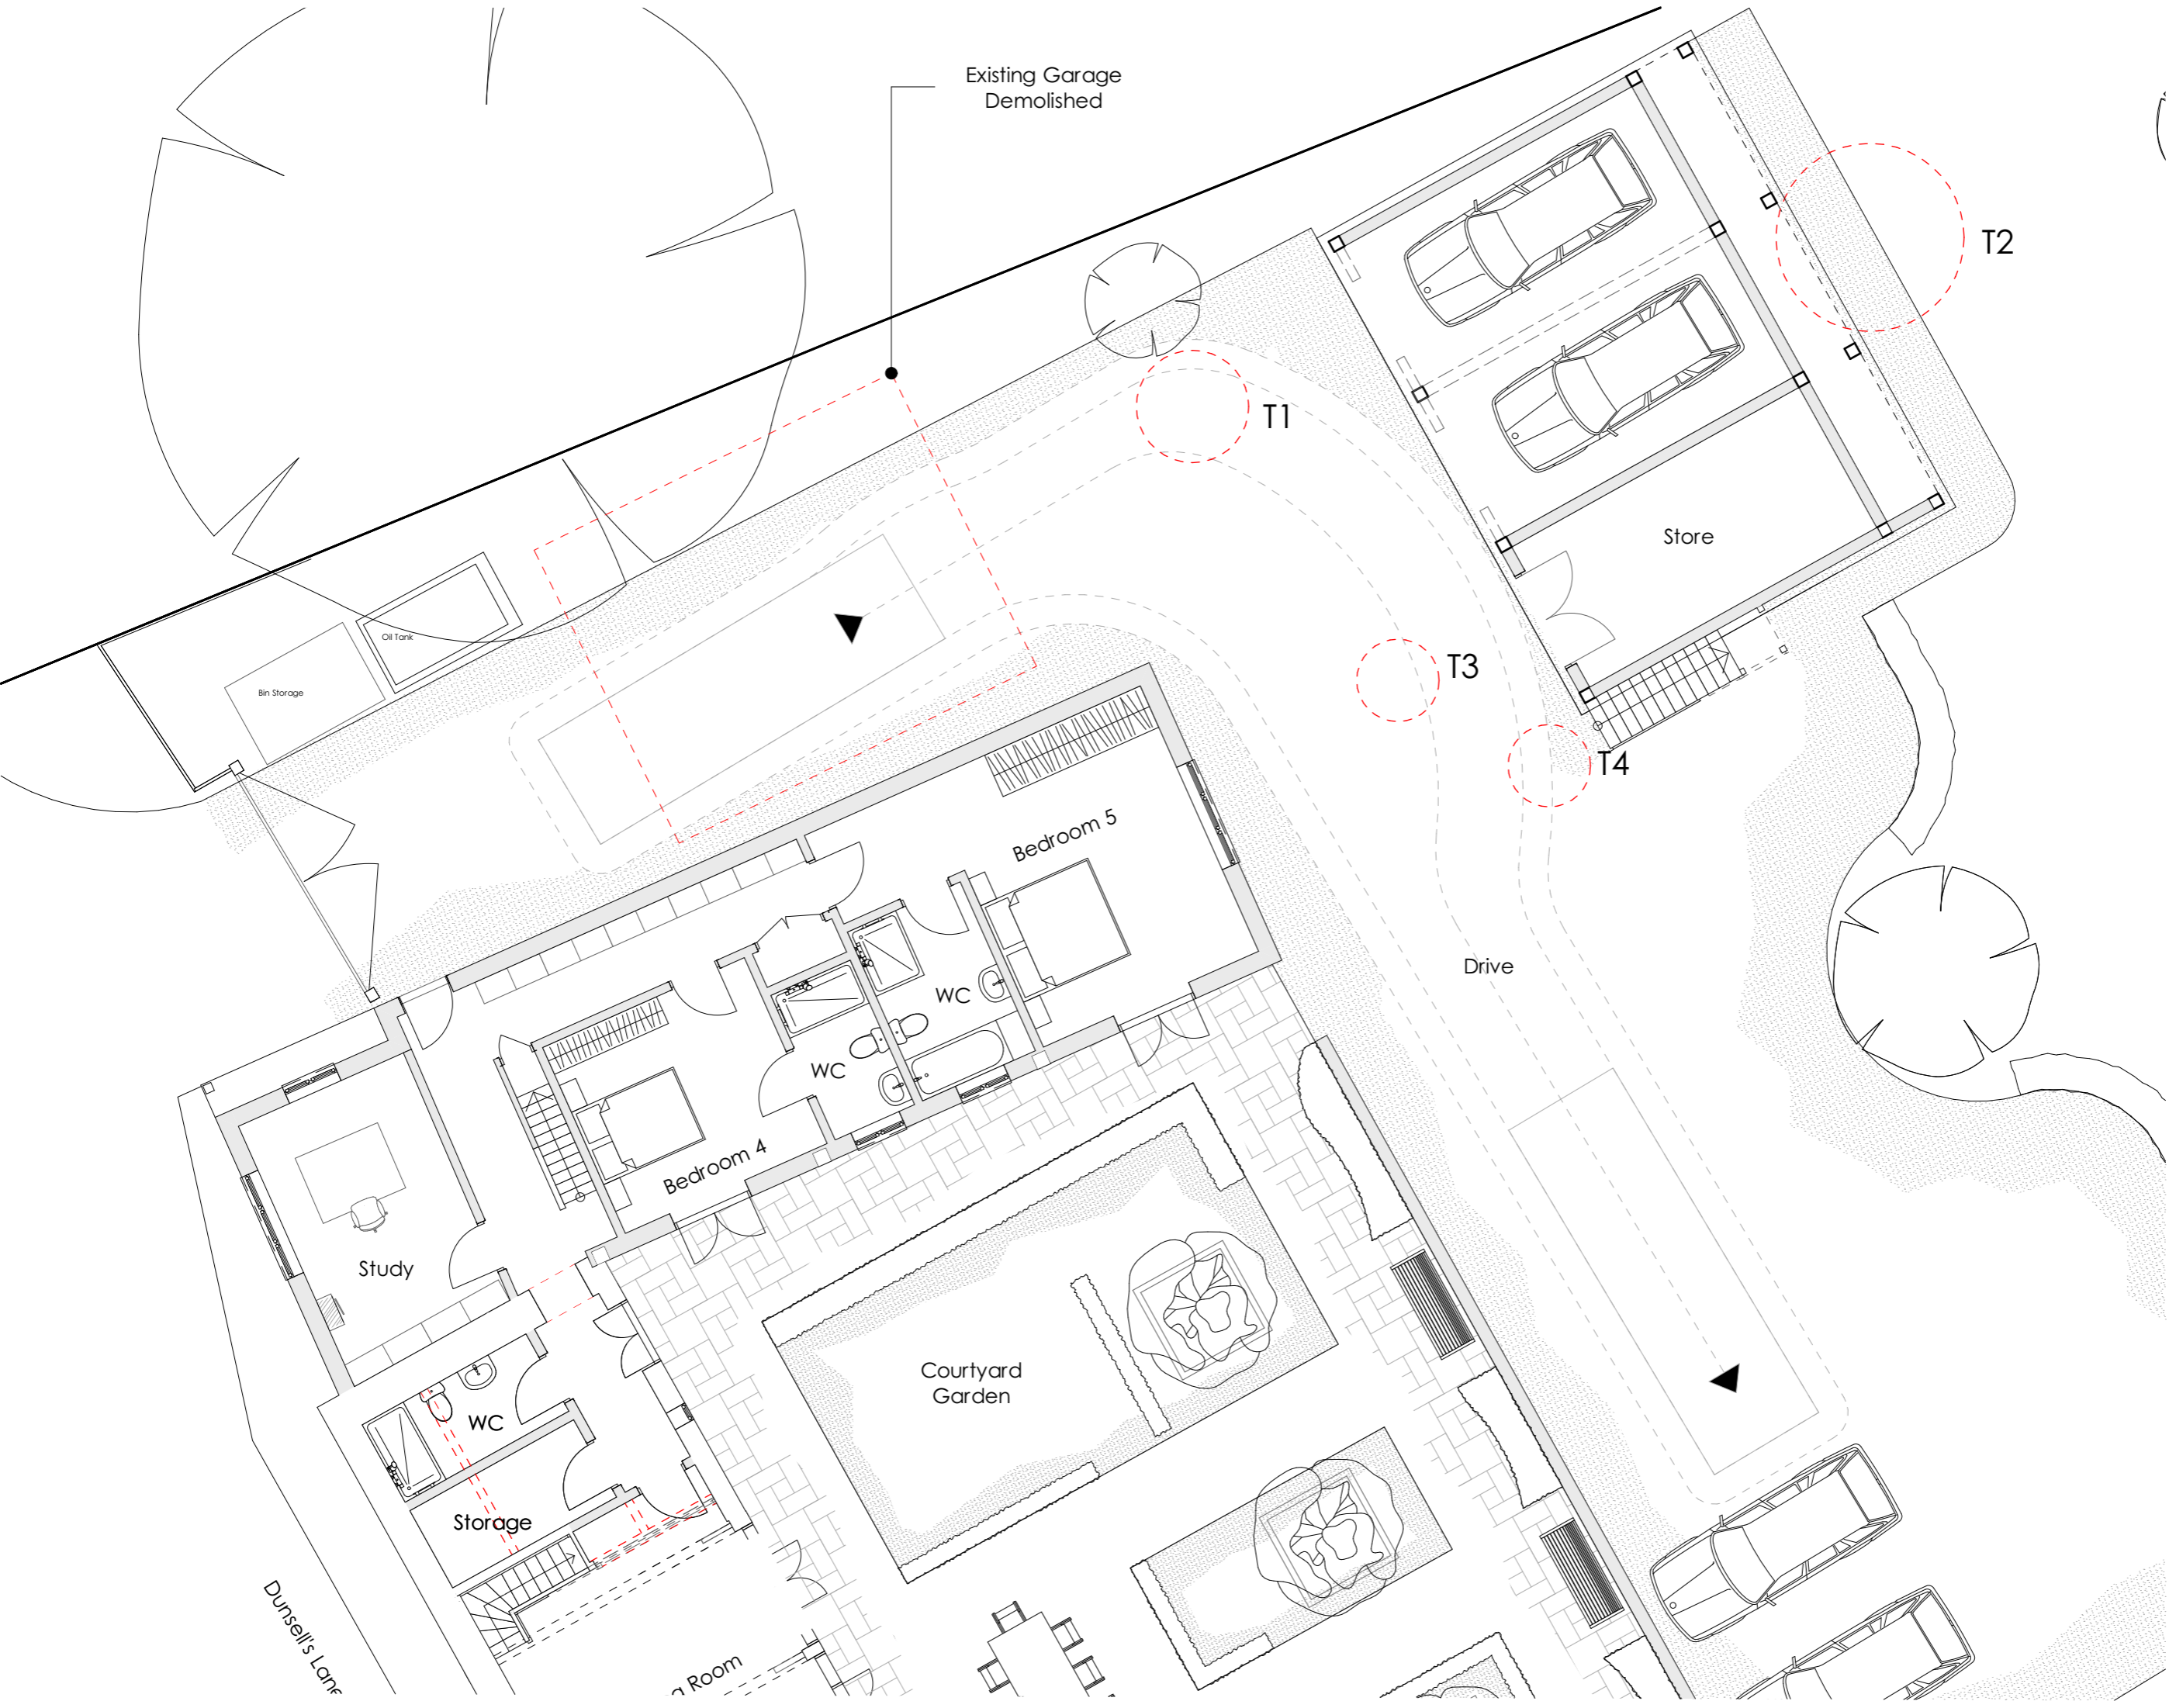 Existing Garage
Demolished
T2
T1
Store
Oil Tank
Bin Storage
T3
T4
Bedroom 5
Drive
WC
WC
Bedroom 4
Study
Courtyard
Garden
WC
Storage
Dunsell's Lane
Room